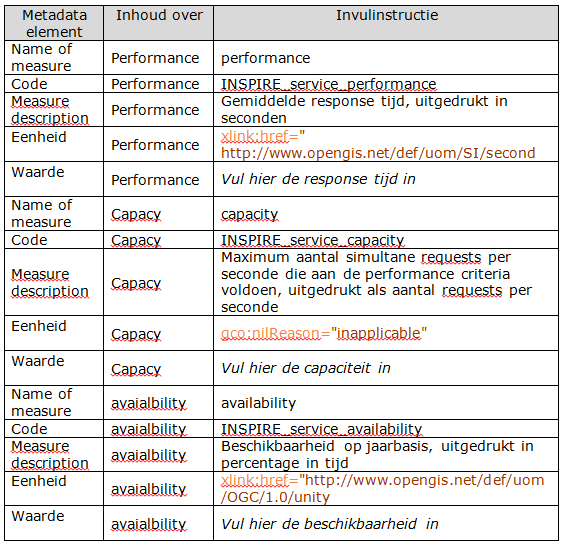 Metadata element Inhoud over Invulinstructie
Name of measure Performance performance
Code Performance INSPIRE_service_performance
Measure description Performance Gemiddelde response tijd, uitgedrukt in seconden
Eenheid Performance xlink:href=" http://www.opengis.net/def/uom/SI/second
Waarde Performance Vul hier de response tijd in
Name of measure Capacy capacity
Code Capacy INSPIRE_service_capacity
Measure description Capacy Maximum aantal simultane requests per seconde die aan de performance criteria voldoen, uitgedrukt als aantal requests per seconde
Eenheid Capacy gco:nilReason="inapplicable"
Waarde Capacy Vul hier de capaciteit in
Name of measure avaialbility availability
Code avaialbility INSPIRE_service_availability
Measure description avaialbility Beschikbaarheid op jaarbasis, uitgedrukt in percentage in tijd
Eenheid avaialbility xlink:href="http://www.opengis.net/def/uom/OGC/1.0/unity
Waarde avaialbility Vul hier de beschikbaarheid in